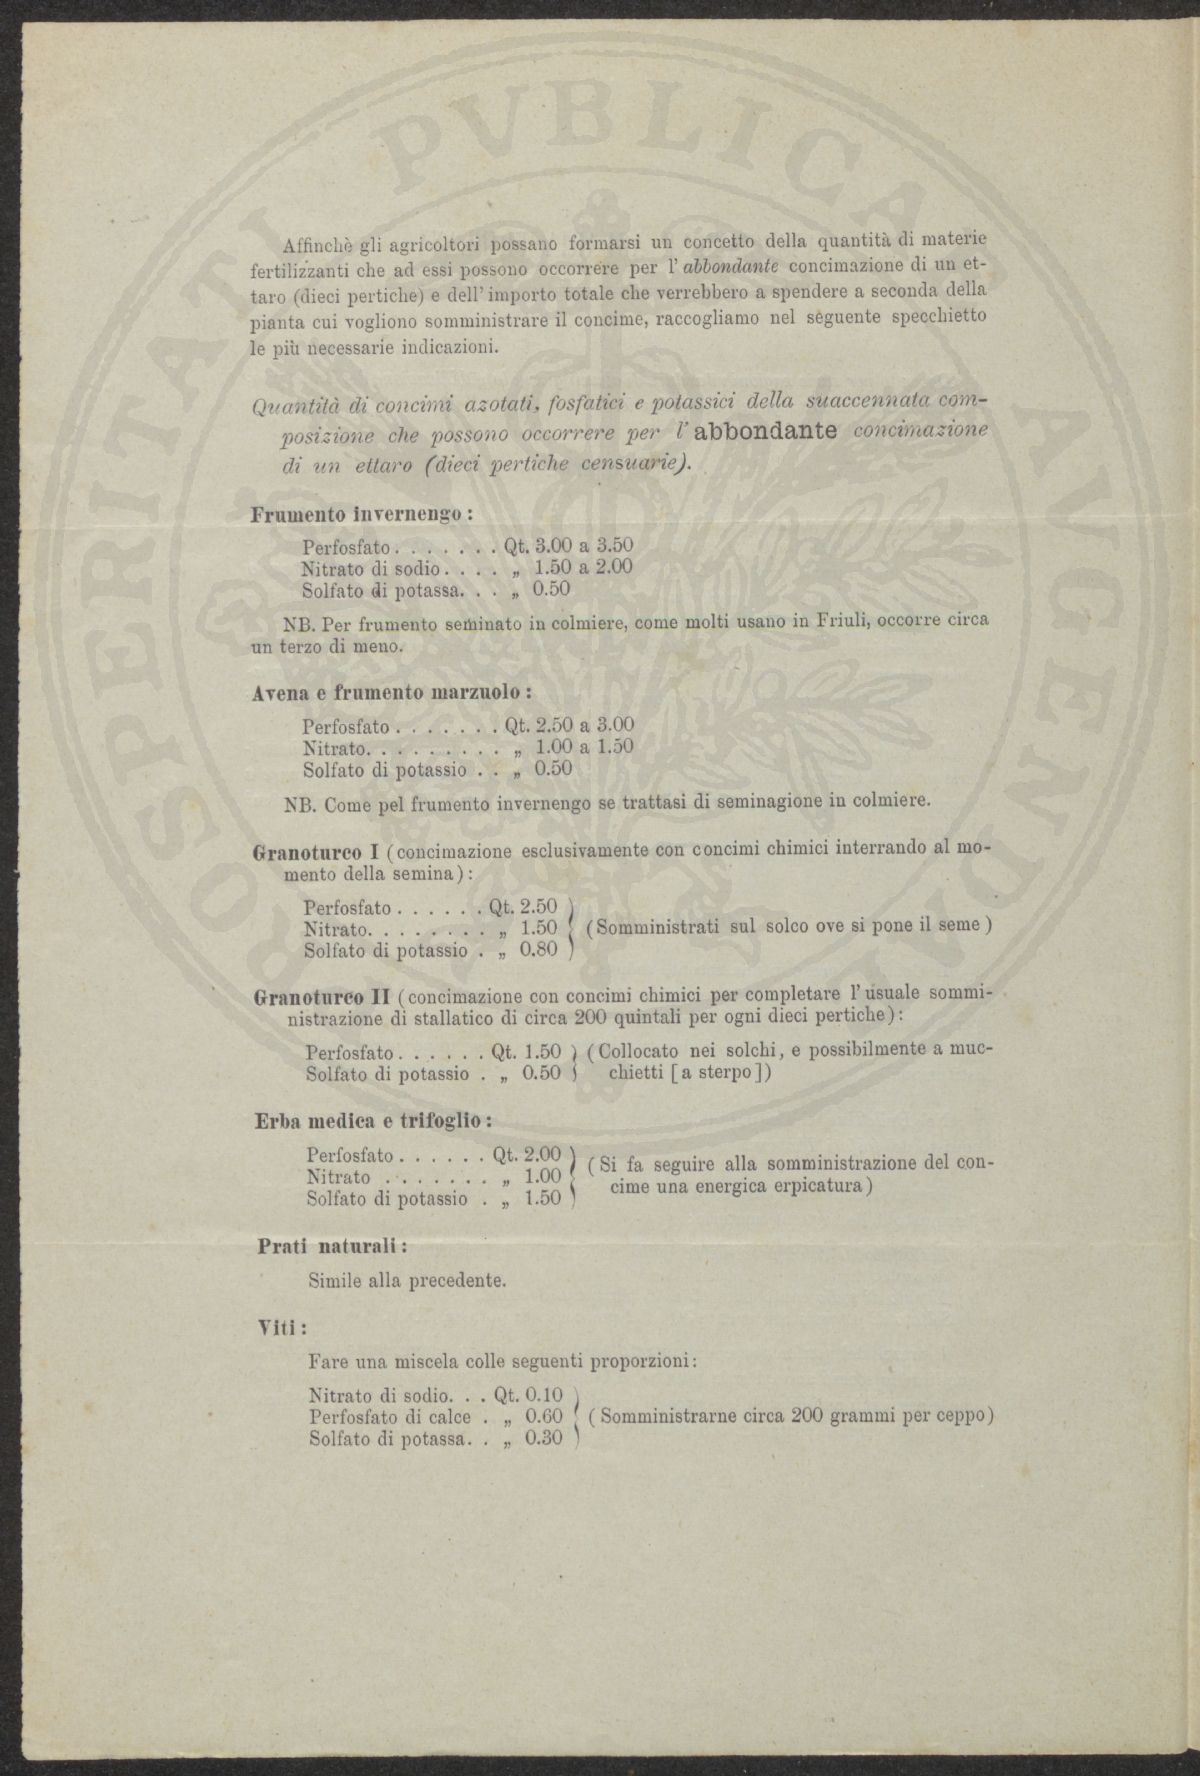 PROSPERITATI PVBLICAE AVGENDAE
Affinchè gli agricoltori possano formarsi un concetto della quantità di materie
fertilizzanti che ad essi possono occorrere per l' abbondante concimazione di un et-
taro (dieci pertiche) e dell' importo totale che verrebbero a spendere a seconda della
pianta cui vogliono somministrare il concime, raccogliamo nel seguente specchietto
le più necessarie indicazioni.
Quantità di concimi azotati, fosfatici e potassici della suaccennata com-
posizione che possono occorrere per l' abbondante concimazione
di un ettaro (dieci pertiche censuarie).
Frumento invernengo :
Perfosfato . . . . . . . Qt. 3.00 a 3.50
Nitrato di sodio . . . . „ 1.50 a 2.00
Solfato di potassa. . . „ 0.50
NB. Per frumento seminato in colmiere, come molti usano in Friuli, occorre circa
un terzo di meno.
Avena e frumento marzuolo :
Perfosfato . . . . . . . Qt. 2.50 a 3.00
Nitrato. . . . . . . . . „ 1.00 a 1.50
Solfato di potassio . . „ 0.50
NB. Come pel frumento invernengo se trattasi di seminagione in colmiere.
Granoturco I (concimazione esclusivamente con concimi chimici interrando al mo-
mento della semina) :
Perfosfato . . . . . . Qt. 2.50
Nitrato. . . . . . . . „ 1.50 (Somministrati sul solco ove si pone il seme)
Solfato di potassio . „ 0.80
Granoturco II (concimazione con concimi chimici per completare l' usuale sommi-
nistrazione di stallatico di circa 200 quintali per ogni dieci pertiche) :
Perfosfato . . . . . . Qt. 1.50 (Collocato nei solchi, e possibilmente a muc-
Solfato di potassio . „ 0.50 chietti [a sterpo])
Erba medica e trifoglio :
Perfosfato . . . . . . Qt. 2.00
Nitrato . . . . . . . „ 1.00 (Si fa seguire alla somministrazione del con-
Solfato di potassio . „ 1.50 cime una energica erpicatura)
Prati naturali :
Simile alla precedente.
Viti :
Fare una miscela colle seguenti proporzioni :
Nitrato di sodio. . . Qt. 0.10
Perfosfato di calce . „ 0.60 (Somministrarne circa 200 grammi per ceppo)
Solfato di potassa. . „ 0.30